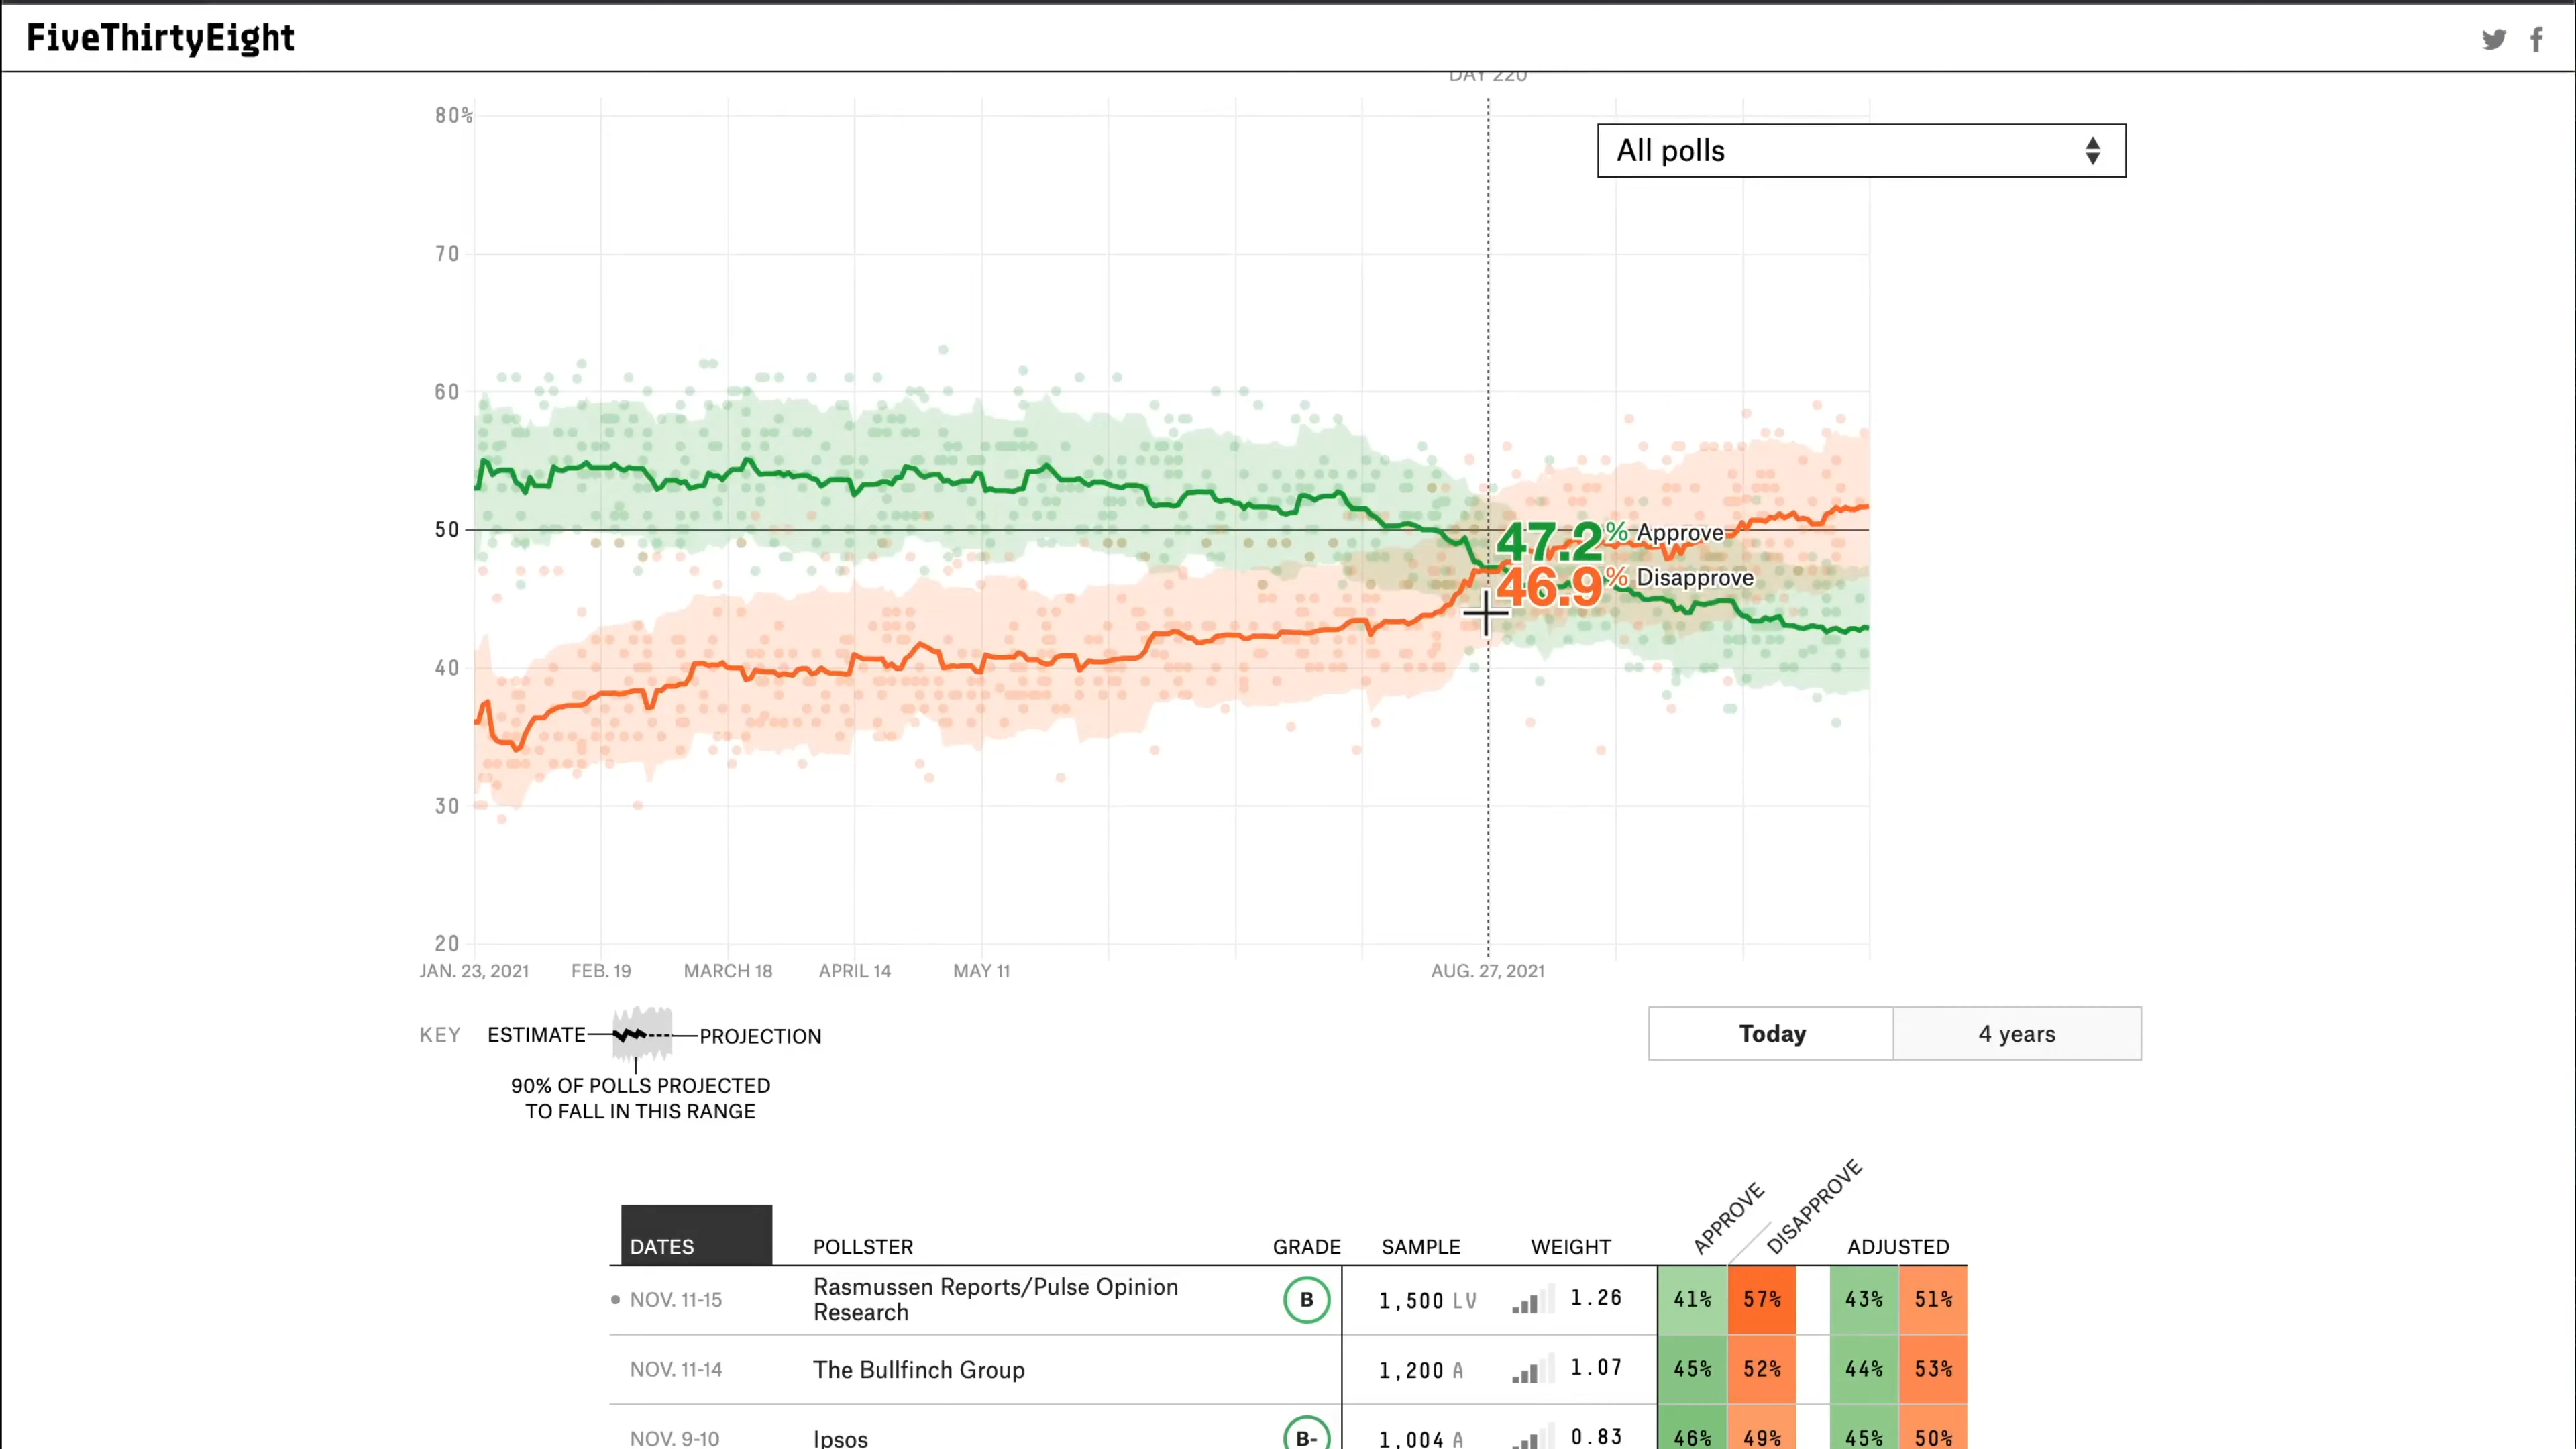 FiveThirtyEight
DAY 220
80%
All polls
70
60
50
47.2% Approve
46.9% Disapprove
40
30
20
JAN. 23, 2021 FEB. 19 MARCH 18 APRIL 14 MAY 11 AUG. 27, 2021
KEY ESTIMATE PROJECTION
90% OF POLLS PROJECTED
TO FALL IN THIS RANGE
Today 4 years
DATES POLLSTER GRADE SAMPLE WEIGHT APPROVE DISAPPROVE ADJUSTED
• NOV. 11-15 Rasmussen Reports/Pulse Opinion
Research B 1,500 LV 1.26 41% 57% 43% 51%
NOV. 11-14 The Bullfinch Group 1,200 A 1.07 45% 52% 44% 53%
NOV. 9-10 Ipsos B- 1,004 A 0.83 46% 49% 45% 50%